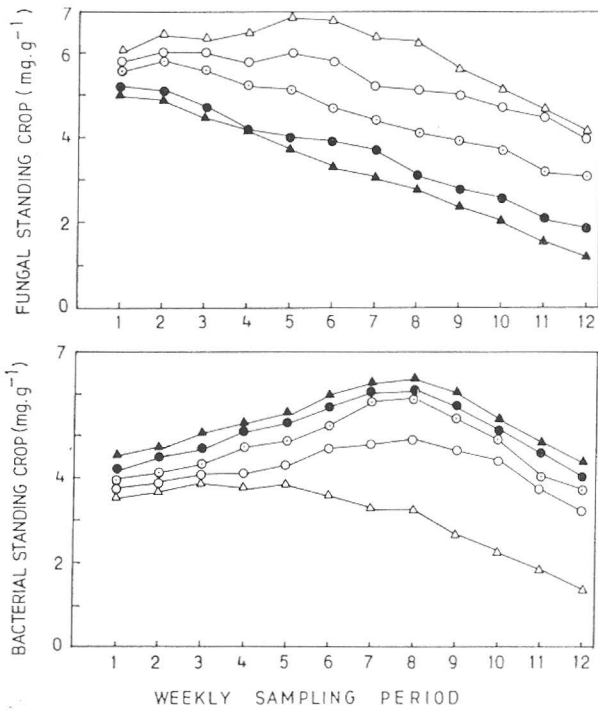 FUNGAL STANDING CROP (mg.g⁻¹)
7
6
4
2
0
1 2 3 4 5 6 7 8 9 10 11 12
BACTERIAL STANDING CROP (mg.g⁻¹)
7
4
2
0
1 2 3 4 5 6 7 8 9 10 11 12
WEEKLY SAMPLING PERIOD